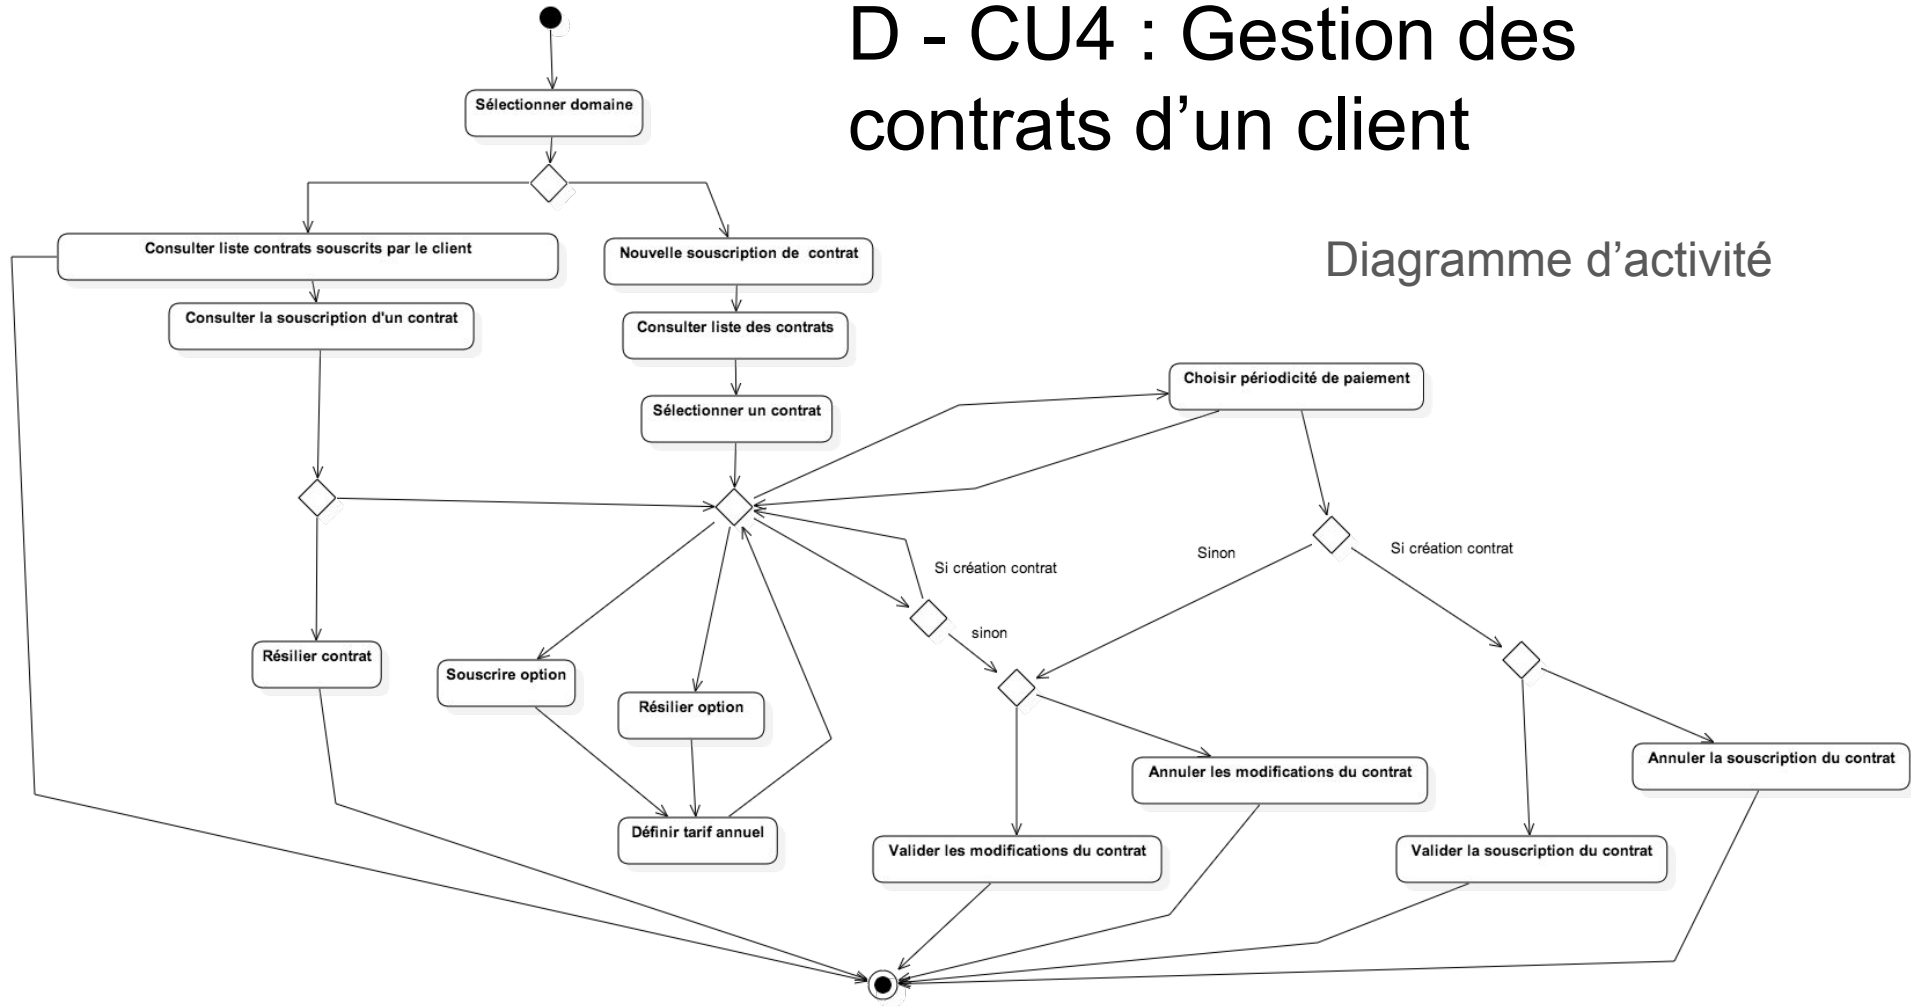 D - CU4 : Gestion des
contrats d’un client
Diagramme d’activité
Sélectionner domaine
Consulter liste contrats souscrits par le client
Nouvelle souscription de  contrat
Consulter la souscription d'un contrat
Consulter liste des contrats
Choisir périodicité de paiement
Sélectionner un contrat
Si création contrat
Sinon
Si création contrat
sinon
Résilier contrat
Souscrire option
Résilier option
Définir tarif annuel
Annuler les modifications du contrat
Annuler la souscription du contrat
Valider les modifications du contrat
Valider la souscription du contrat